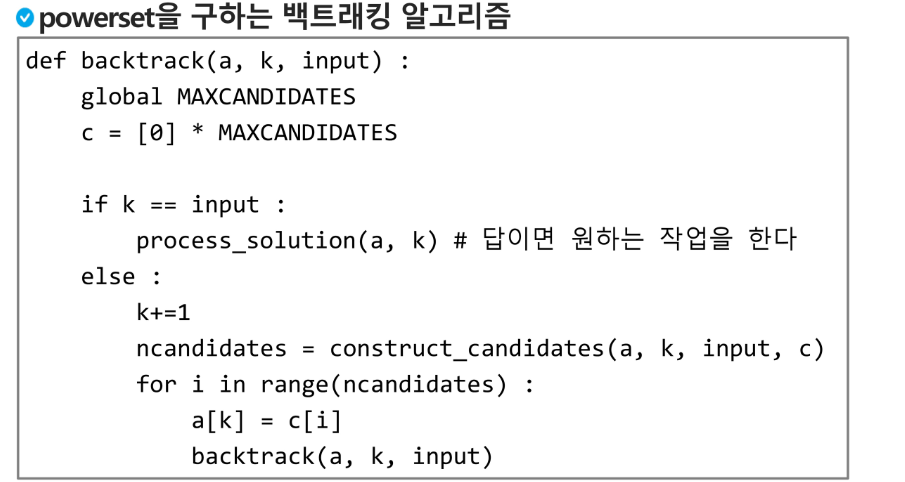 powerset을 구하는 백트래킹 알고리즘
def backtrack(a, k, input) :
    global MAXCANDIDATES
    c = [0] * MAXCANDIDATES

    if k == input :
        process_solution(a, k) # 답이면 원하는 작업을 한다
    else :
        k+=1
        ncandidates = construct_candidates(a, k, input, c)
        for i in range(ncandidates) :
            a[k] = c[i]
            backtrack(a, k, input)